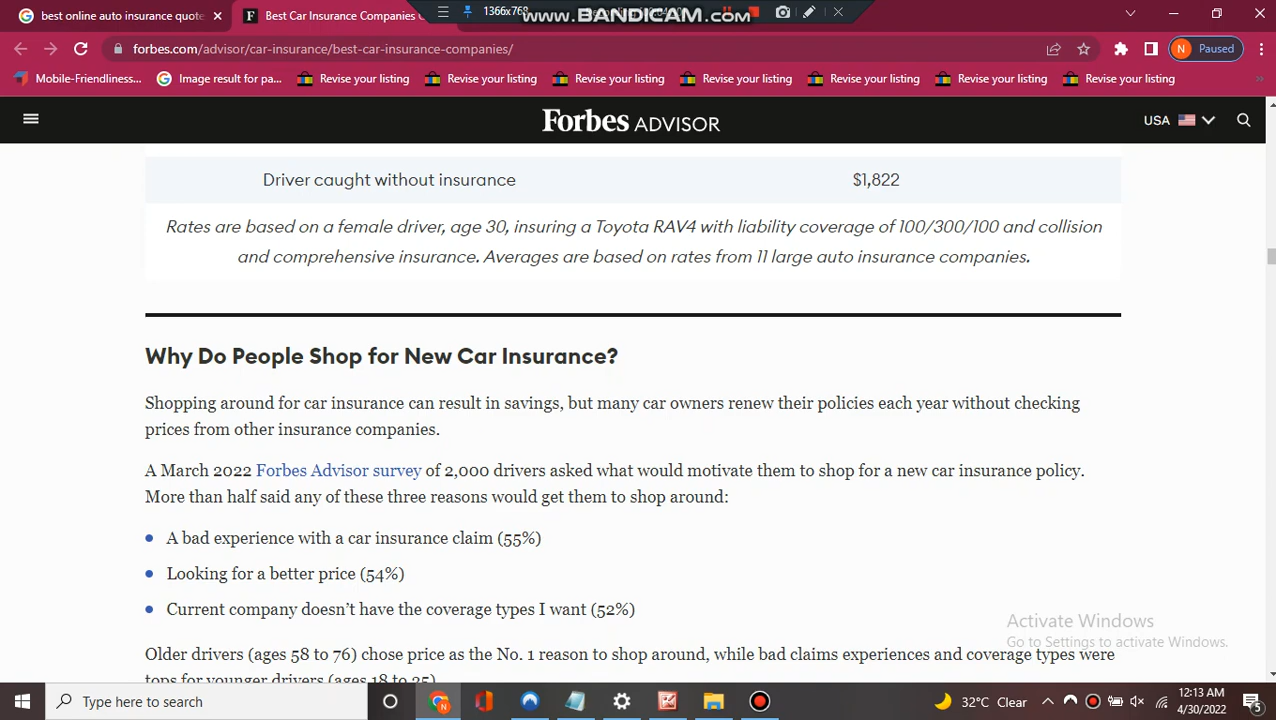 best online auto insurance quote
Best Car Insurance Companies
1366x768
www.BANDICAM.com
forbes.com/advisor/car-insurance/best-car-insurance-companies/
N Paused
Mobile-Friendliness...
Image result for pa...
Revise your listing
Revise your listing
Revise your listing
Revise your listing
Revise your listing
Revise your listing
Revise your listing
»
Forbes ADVISOR
USA
Driver caught without insurance $1,822
Rates are based on a female driver, age 30, insuring a Toyota RAV4 with liability coverage of 100/300/100 and collision
and comprehensive insurance. Averages are based on rates from 11 large auto insurance companies.
Why Do People Shop for New Car Insurance?
Shopping around for car insurance can result in savings, but many car owners renew their policies each year without checking
prices from other insurance companies.
A March 2022 Forbes Advisor survey of 2,000 drivers asked what would motivate them to shop for a new car insurance policy.
More than half said any of these three reasons would get them to shop around:
• A bad experience with a car insurance claim (55%)
• Looking for a better price (54%)
• Current company doesn’t have the coverage types I want (52%)
Activate Windows
Go to Settings to activate Windows.
Older drivers (ages 58 to 76) chose price as the No. 1 reason to shop around, while bad claims experiences and coverage types were
tops for younger drivers (ages 18 to 25).
Type here to search
32°C Clear
12:13 AM
4/30/2022
5